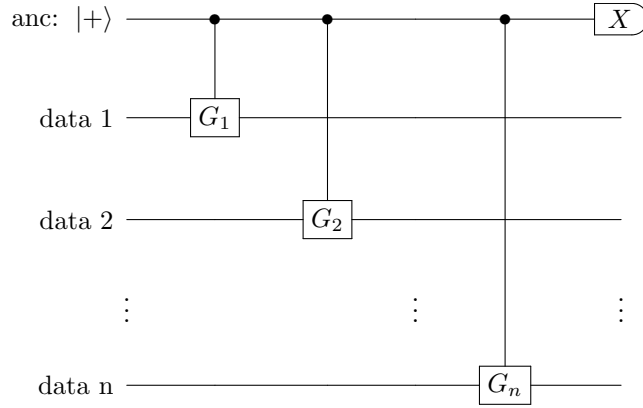 anc: |+⟩ X
data 1 G₁
data 2 G₂
⋮ ⋮ ⋮
data n Gₙ